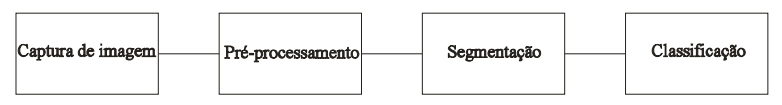 Captura de imagem
Pré-processamento
Segmentação
Classificação